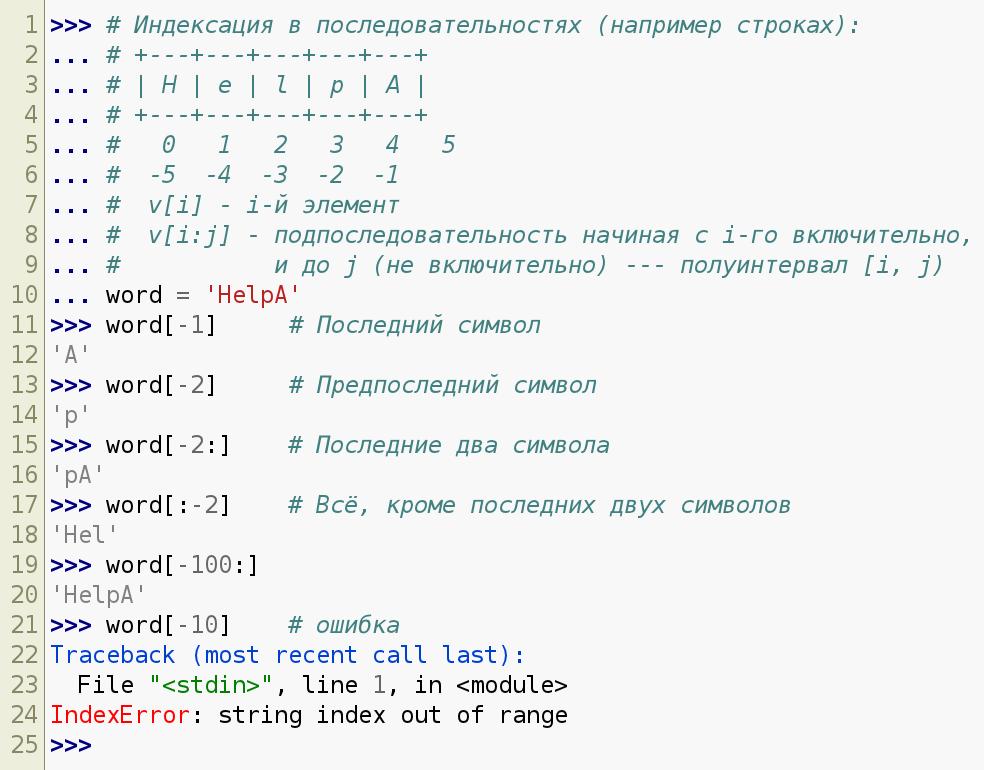 1 >>> # Индексация в последовательностях (например строках):
2 ... # +---+---+---+---+---+
3 ... # | H | e | l | p | A |
4 ... # +---+---+---+---+---+
5 ... #   0   1   2   3   4   5
6 ... #  -5  -4  -3  -2  -1
7 ... #  v[i] - i-й элемент
8 ... #  v[i:j] - подпоследовательность начиная с i-го включительно,
9 ... #           и до j (не включительно) --- полуинтервал [i, j)
10 ... word = 'HelpA'
11 >>> word[-1]     # Последний символ
12 'A'
13 >>> word[-2]     # Предпоследний символ
14 'p'
15 >>> word[-2:]    # Последние два символа
16 'pA'
17 >>> word[:-2]    # Всё, кроме последних двух символов
18 'Hel'
19 >>> word[-100:]
20 'HelpA'
21 >>> word[-10]    # ошибка
22 Traceback (most recent call last):
23   File "<stdin>", line 1, in <module>
24 IndexError: string index out of range
25 >>>